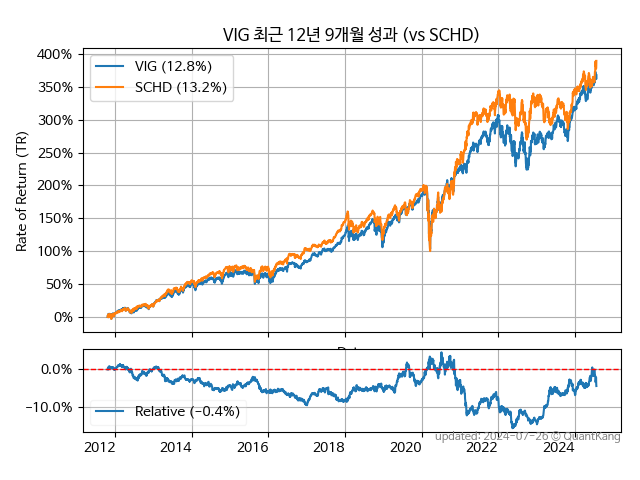 VIG 최근 12년 9개월 성과 (vs SCHD)
400%
350%
300%
250%
200%
150%
100%
50%
0%
Rate of Return (TR)
VIG (12.8%)
SCHD (13.2%)
0.0%
−10.0%
Relative (−0.4%)
2012 2014 2016 2018 2020 2022 2024
updated: 2024-07-26 © QuantKang